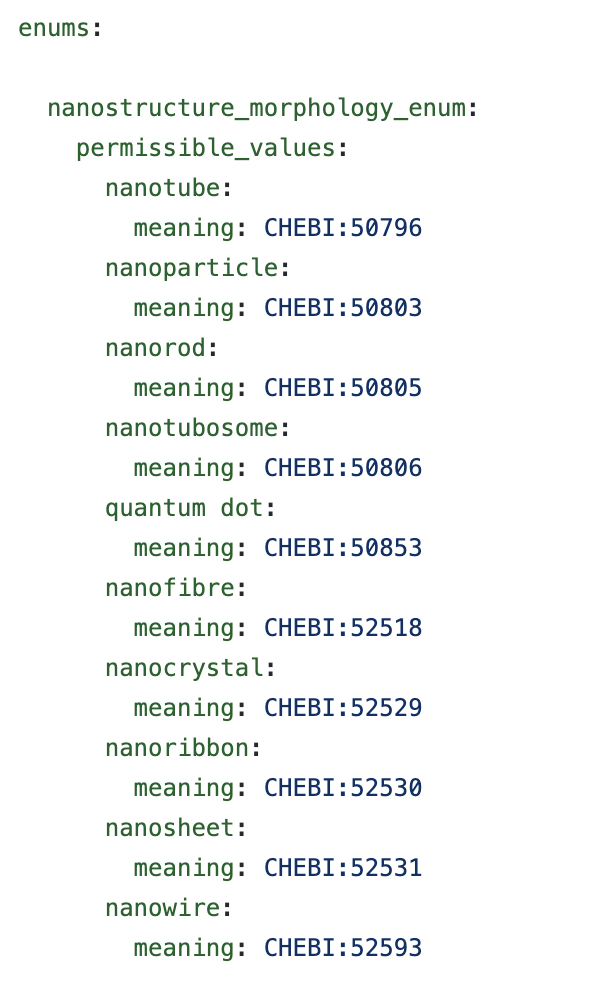 enums:
nanostructure_morphology_enum:
permissible_values:
nanotube:
meaning: CHEBI:50796
nanoparticle:
meaning: CHEBI:50803
nanorod:
meaning: CHEBI:50805
nanotubosome:
meaning: CHEBI:50806
quantum dot:
meaning: CHEBI:50853
nanofibre:
meaning: CHEBI:52518
nanocrystal:
meaning: CHEBI:52529
nanoribbon:
meaning: CHEBI:52530
nanosheet:
meaning: CHEBI:52531
nanowire:
meaning: CHEBI:52593